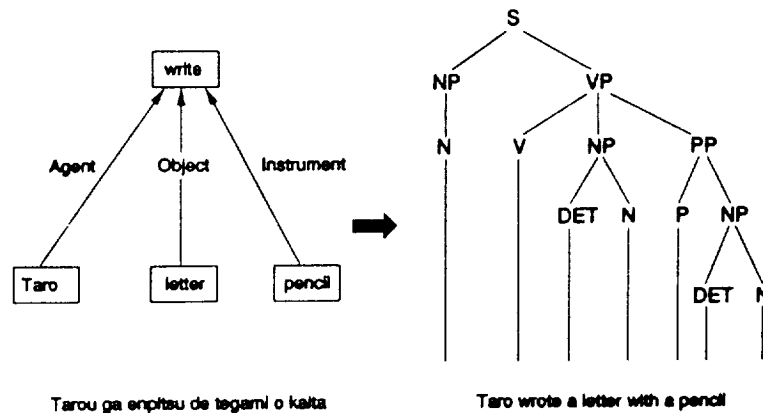 write
Agent Object Instrument
Taro letter pencil
Tarou ga enpitsu de tegami o kaita
S
NP VP
N V NP PP
DET N P NP
DET N
Taro wrote a letter with a pencil